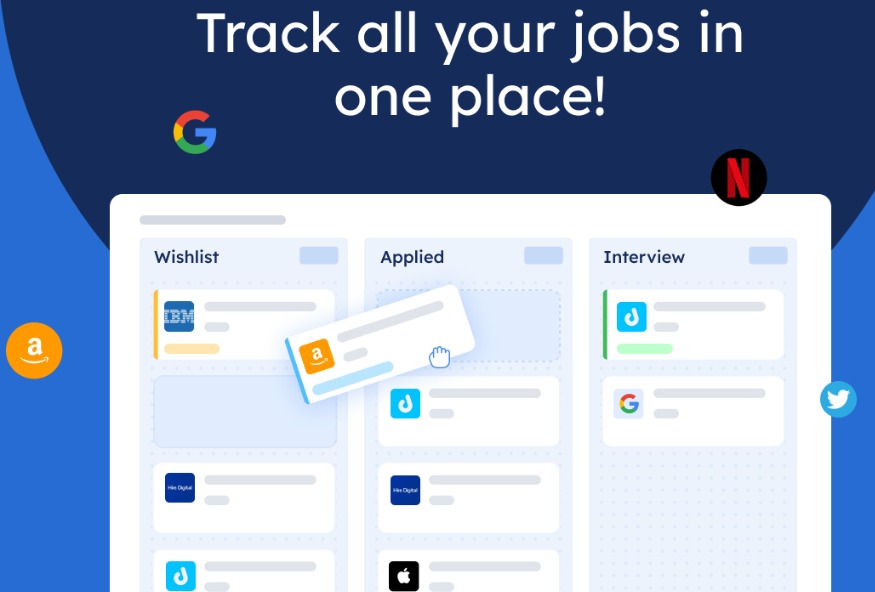 Track all your jobs in
one place!
Wishlist
Applied
Interview
IBM
Hire Digital
Hire Digital